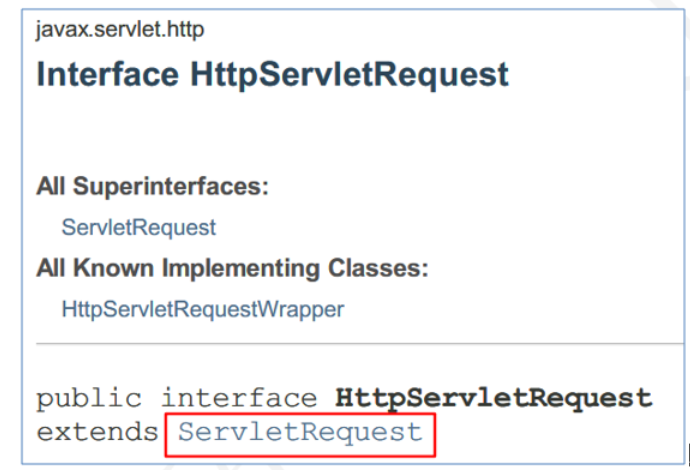 javax.servlet.http
Interface HttpServletRequest
All Superinterfaces:
ServletRequest
All Known Implementing Classes:
HttpServletRequestWrapper
public interface HttpServletRequest
extends ServletRequest